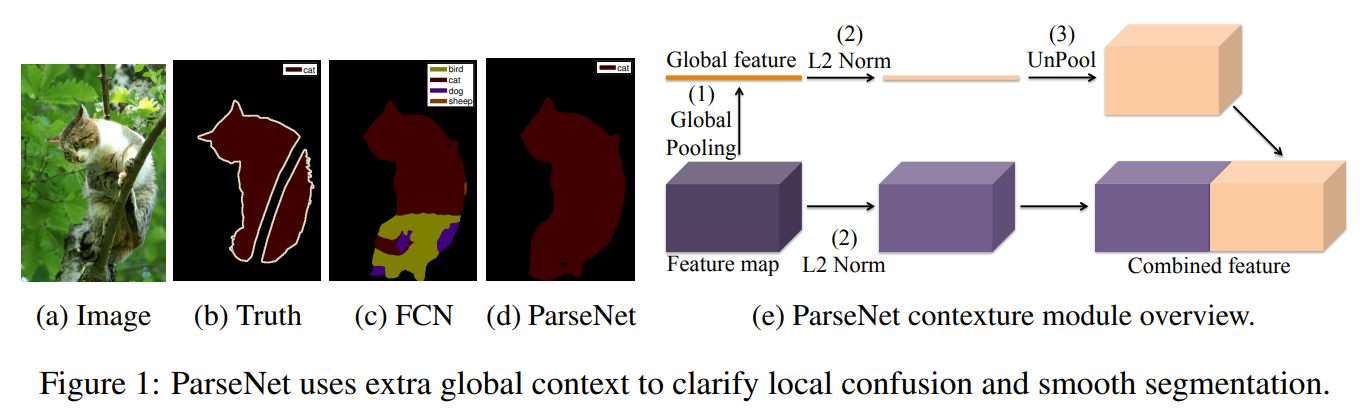 cat
bird
cat
dog
sheep
cat
(a) Image
(b) Truth
(c) FCN
(d) ParseNet
Global feature
(2)
L2 Norm
(3)
UnPool
(1)
Global
Pooling
Feature map
(2)
L2 Norm
Combined feature
(e) ParseNet contexture module overview.
Figure 1: ParseNet uses extra global context to clarify local confusion and smooth segmentation.